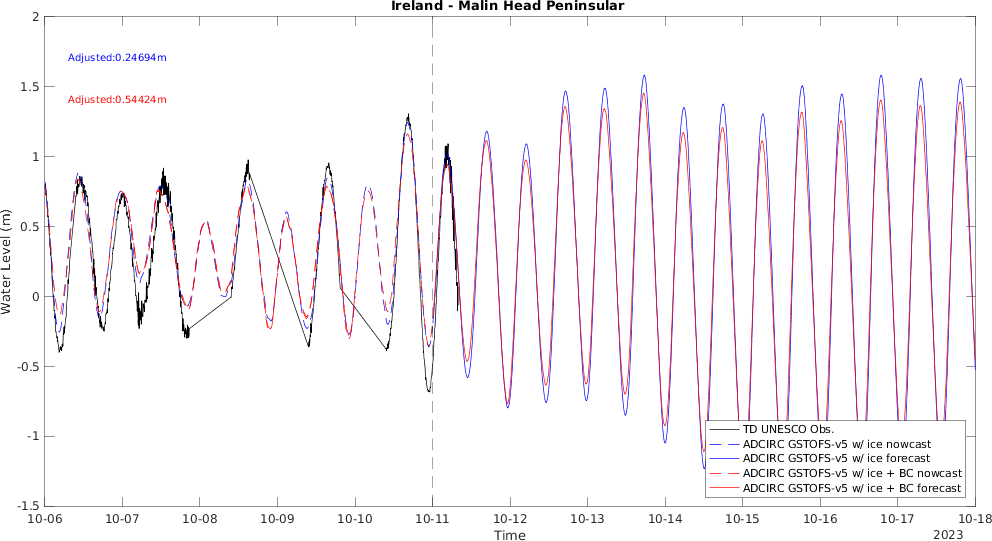 Ireland - Malin Head Peninsular
Adjusted:0.24694m
Adjusted:0.54424m
Water Level (m)
2
1.5
1
0.5
0
-0.5
-1
-1.5
TD UNESCO Obs.
ADCIRC GSTOFS-v5 w/ ice nowcast
ADCIRC GSTOFS-v5 w/ ice forecast
ADCIRC GSTOFS-v5 w/ ice + BC nowcast
ADCIRC GSTOFS-v5 w/ ice + BC forecast
10-06 10-07 10-08 10-09 10-10 10-11 10-12 10-13 10-14 10-15 10-16 10-17 10-18
Time
2023